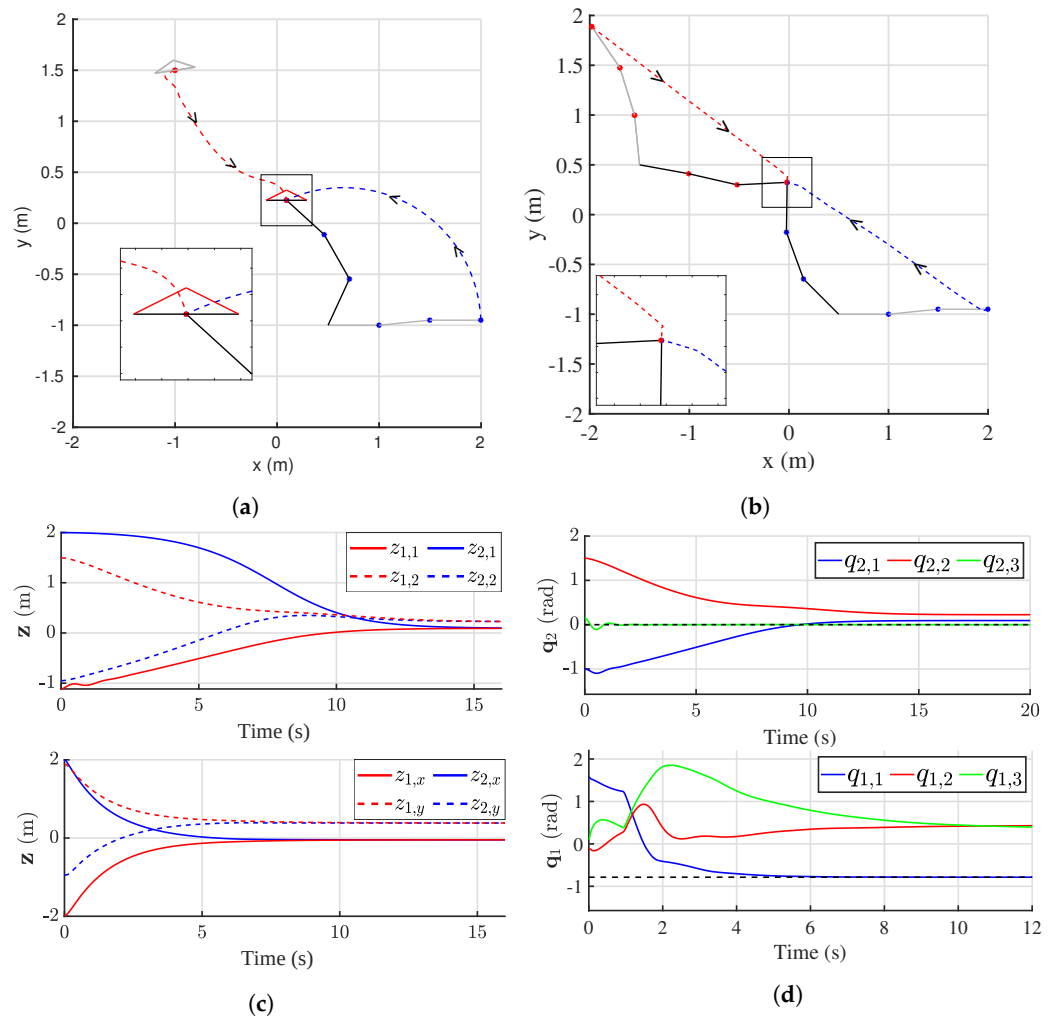 2
1.5
1
0.5
0
-0.5
-1
-1.5
-2
y (m)
-2
-1
0
1
2
x (m)
(a)
2
1.5
1
0.5
0
-0.5
-1
-1.5
-2
y (m)
-2
-1
0
1
2
x (m)
(b)
2
1
0
-1
z (m)
z1,1 z2,1
z1,2 z2,2
0 5 10 15
Time (s)
2
0
-2
z (m)
z1,x z2,x
z1,y z2,y
0 5 10 15
Time (s)
(c)
2
1
0
-1
q2 (rad)
q2,1 q2,2 q2,3
0 5 10 15 20
Time (s)
2
1
0
-1
q1 (rad)
q1,1 q1,2 q1,3
0 2 4 6 8 10 12
Time (s)
(d)